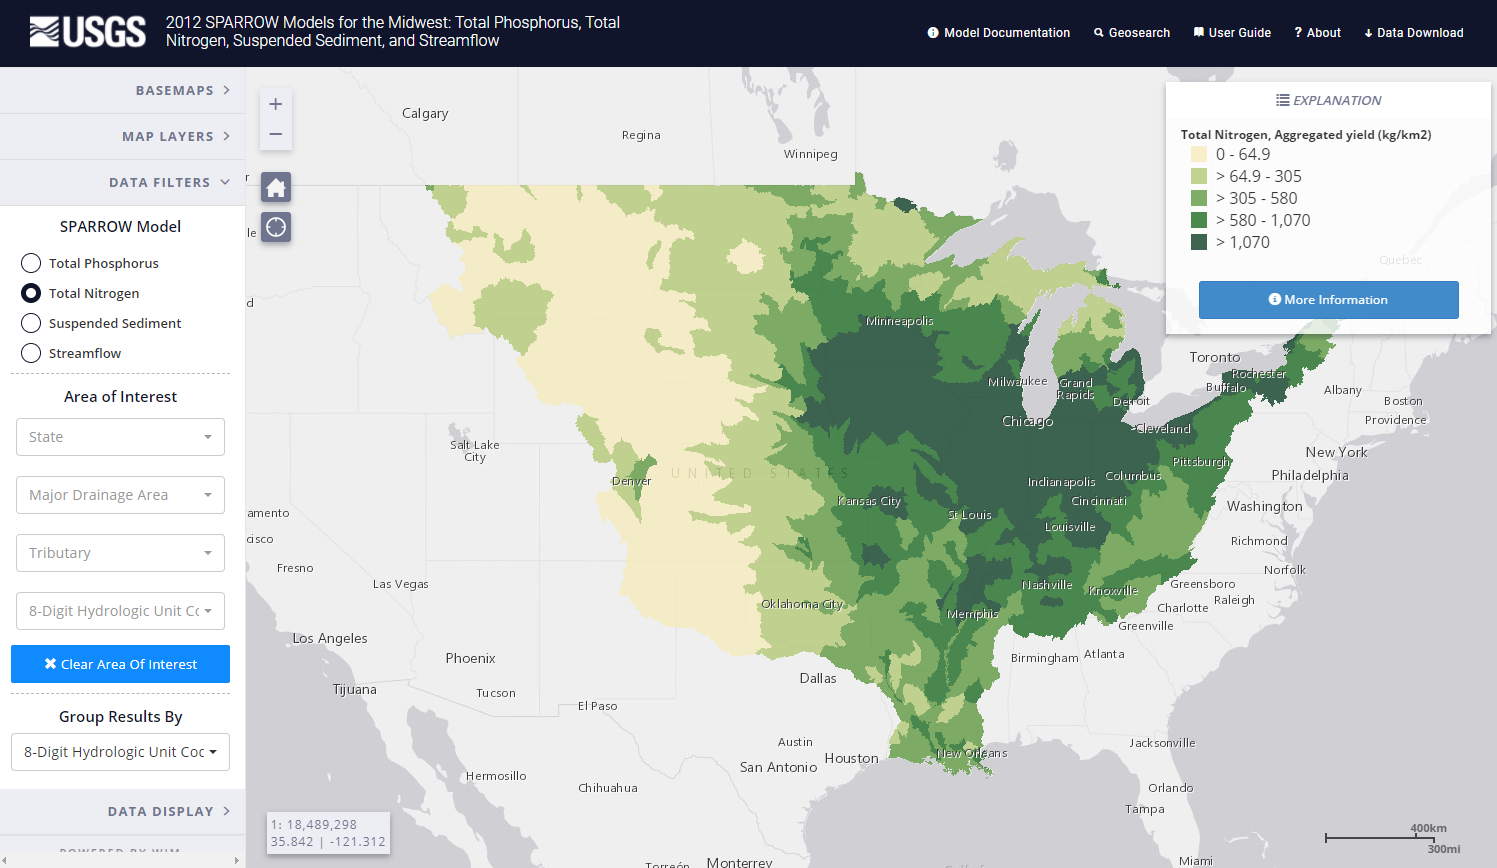 USGS
2012 SPARROW Models for the Midwest: Total Phosphorus, Total
Nitrogen, Suspended Sediment, and Streamflow
Model Documentation
Geosearch
User Guide
? About
Data Download
BASEMAPS
MAP LAYERS
DATA FILTERS
SPARROW Model
Total Phosphorus
Total Nitrogen
Suspended Sediment
Streamflow
Area of Interest
State
Major Drainage Area
Tributary
8-Digit Hydrologic Unit Cc
Clear Area Of Interest
Group Results By
8-Digit Hydrologic Unit Coc
DATA DISPLAY
POWERED BY WIM
+
−
EXPLANATION
Total Nitrogen, Aggregated yield (kg/km2)
0 - 64.9
> 64.9 - 305
> 305 - 580
> 580 - 1,070
> 1,070
More Information
Calgary
Regina
Winnipeg
Quebec
r
le
d
Minneapolis
Toronto
Rochester
Buffalo
Milwaukee
Grand
Rapids
Detroit
Albany
Boston
Providence
Chicago
Cleveland
Salt Lake
City
New York
Pittsburgh
Philadelphia
UNITED STATES
Denver
Indianapolis
Columbus
Kansas City
Cincinnati
amento
St Louis
Washington
Louisville
cisco
Richmond
Fresno
Las Vegas
Norfolk
Nashville
Knoxville
Greensboro
Raleigh
Oklahoma City
Memphis
Charlotte
Greenville
Los Angeles
Phoenix
Birmingham
Atlanta
Dallas
Tijuana
Tucson
El Paso
Austin
Houston
New Orleans
Jacksonville
San Antonio
Hermosillo
Chihuahua
Orlando
Tampa
1: 18,489,298
35.842 | -121.312
400km
300mi
Torreón
Monterrey
Miami